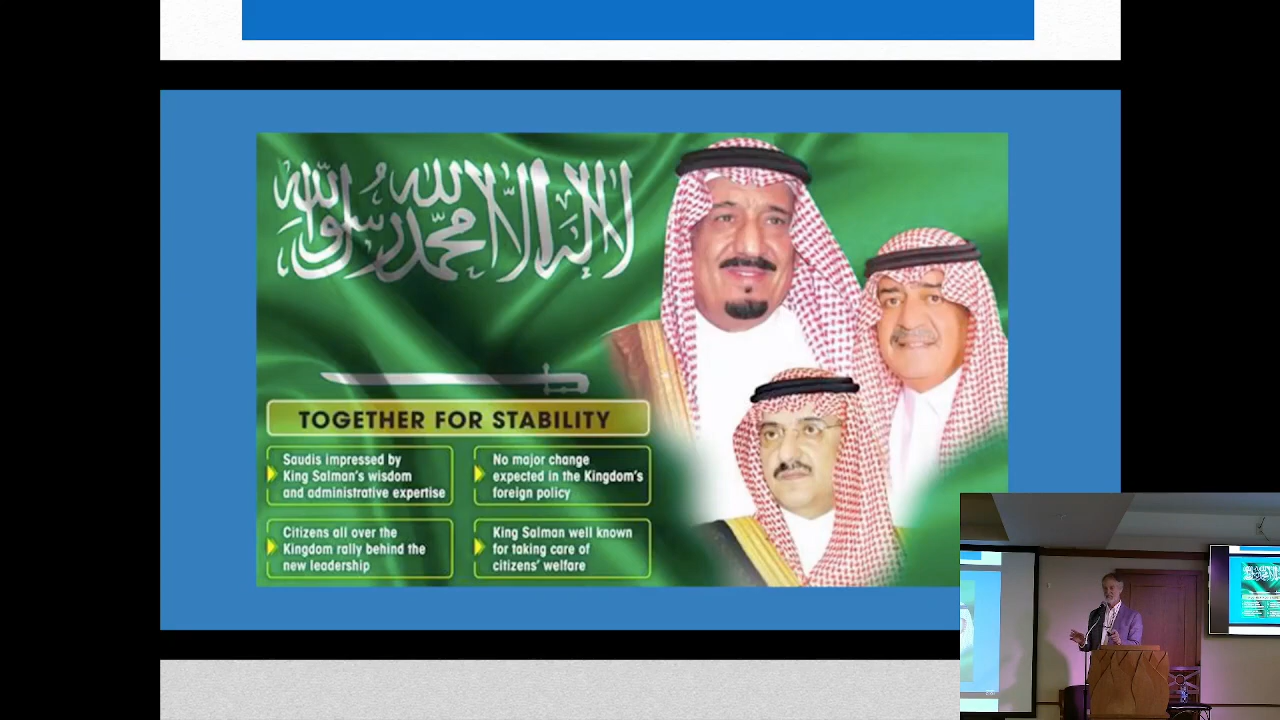 لا إله إلا الله محمد رسول الله
TOGETHER FOR STABILITY
Saudis impressed by
King Salman's wisdom
and administrative expertise
No major change
expected in the Kingdom's
foreign policy
Citizens all over the
Kingdom rally behind the
new leadership
King Salman well known
for taking care of
citizens' welfare